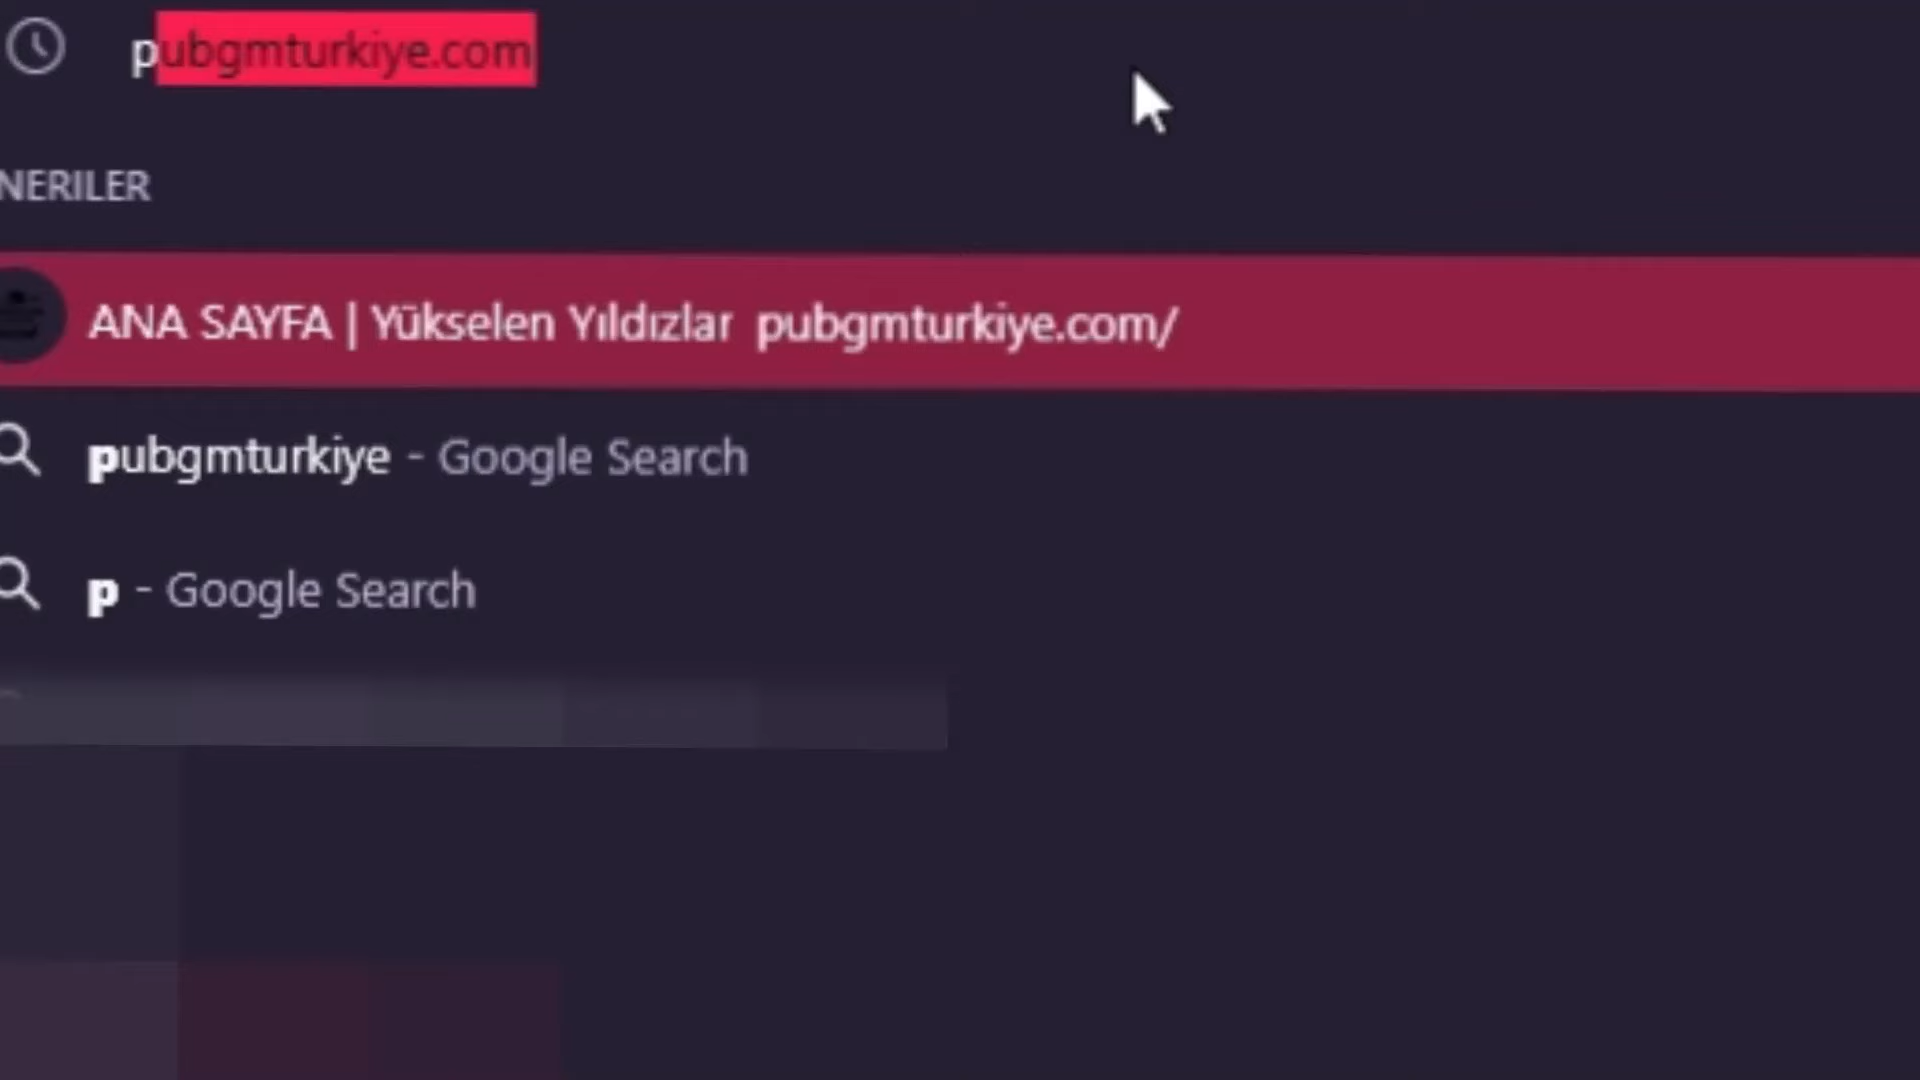 pubgmturkiye.com
NERILER
ANA SAYFA | Yükselen Yıldızlar pubgmturkiye.com/
pubgmturkiye - Google Search
p - Google Search